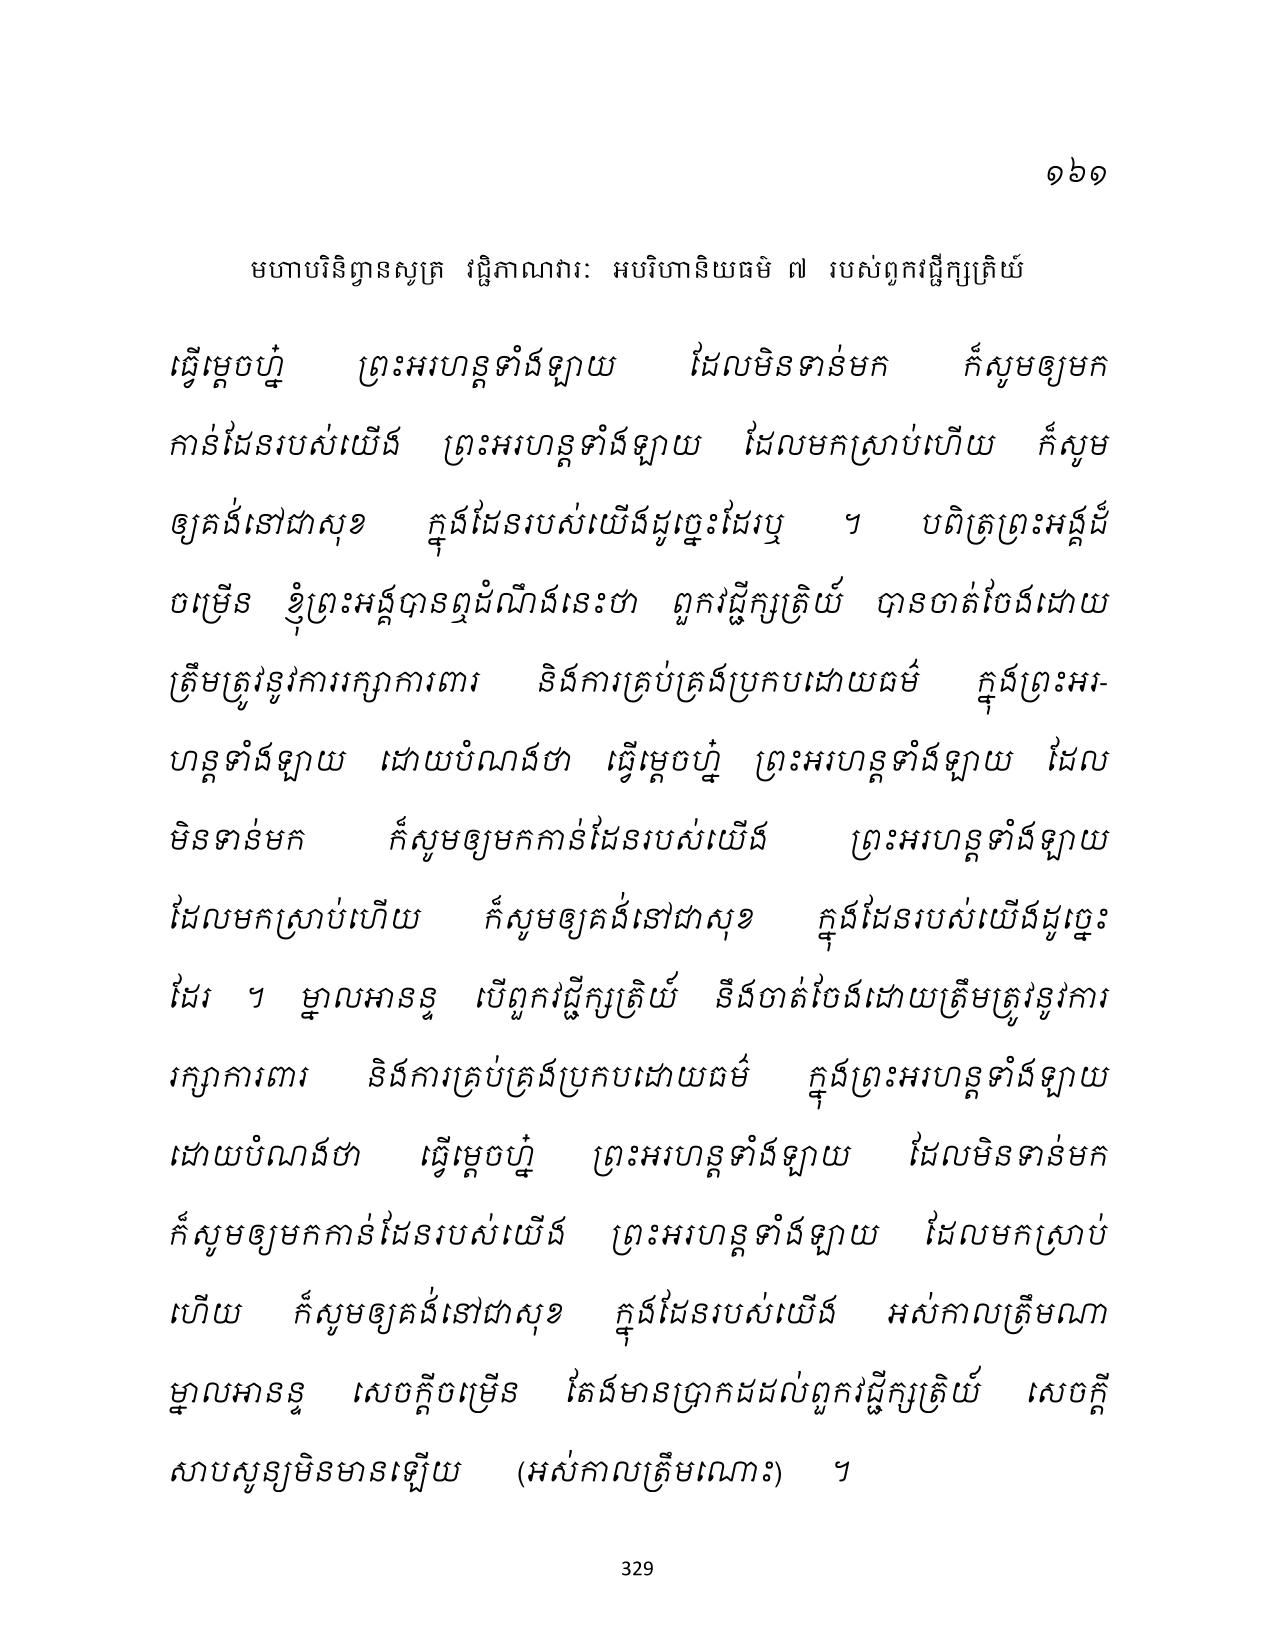 ១៦១
មហាបរិនិព្វានសូត្រ វជ្ជិភាណវារៈ អបរិហានិយធម៌ ៧ របស់ពួកវជ្ជីក្សត្រិយ៍
ធ្វើម្តេចហ្ន៎ ព្រះអរហន្តទាំងឡាយ ដែលមិនទាន់មក ក៏សូមឲ្យមក
កាន់ដែនរបស់យើង ព្រះអរហន្តទាំងឡាយ ដែលមកស្រាប់ហើយ ក៏សូម
ឲ្យគង់នៅជាសុខ ក្នុងដែនរបស់យើងដូច្នេះដែរឬ ។ បពិត្រព្រះអង្គដ៏
ចម្រើន ខ្ញុំព្រះអង្គបានឮដំណឹងនេះថា ពួកវជ្ជីក្សត្រិយ៍ បានចាត់ចែងដោយ
ត្រឹមត្រូវនូវការរក្សាការពារ និងការគ្រប់គ្រងប្រកបដោយធម៌ ក្នុងព្រះអរ-
ហន្តទាំងឡាយ ដោយបំណងថា ធ្វើម្តេចហ្ន៎ ព្រះអរហន្តទាំងឡាយ ដែល
មិនទាន់មក ក៏សូមឲ្យមកកាន់ដែនរបស់យើង ព្រះអរហន្តទាំងឡាយ
ដែលមកស្រាប់ហើយ ក៏សូមឲ្យគង់នៅជាសុខ ក្នុងដែនរបស់យើងដូច្នេះ
ដែរ ។ ម្នាលអានន្ទ បើពួកវជ្ជីក្សត្រិយ៍ នឹងចាត់ចែងដោយត្រឹមត្រូវនូវការ
រក្សាការពារ និងការគ្រប់គ្រងប្រកបដោយធម៌ ក្នុងព្រះអរហន្តទាំងឡាយ
ដោយបំណងថា ធ្វើម្តេចហ្ន៎ ព្រះអរហន្តទាំងឡាយ ដែលមិនទាន់មក
ក៏សូមឲ្យមកកាន់ដែនរបស់យើង ព្រះអរហន្តទាំងឡាយ ដែលមកស្រាប់
ហើយ ក៏សូមឲ្យគង់នៅជាសុខ ក្នុងដែនរបស់យើង អស់កាលត្រឹមណា
ម្នាលអានន្ទ សេចក្តីចម្រើន តែងមានប្រាកដដល់ពួកវជ្ជីក្សត្រិយ៍ សេចក្តី
សាបសូន្យមិនមានឡើយ (អស់កាលត្រឹមណោះ) ។
329